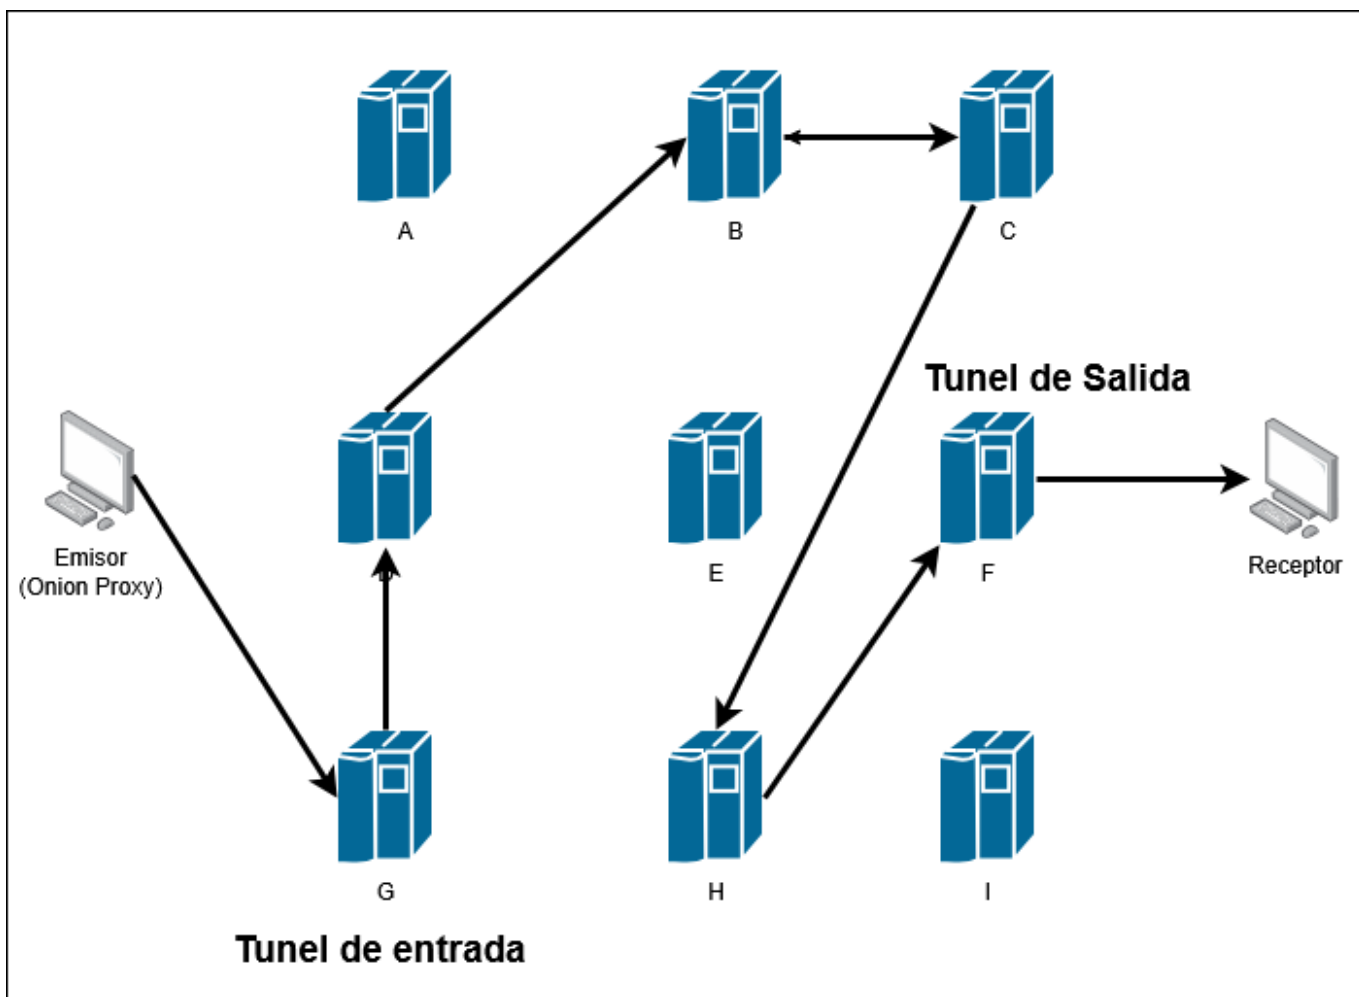 A
B
C
Tunel de Salida
Emisor
(Onion Proxy)
D
E
F
Receptor
G
H
I
Tunel de entrada